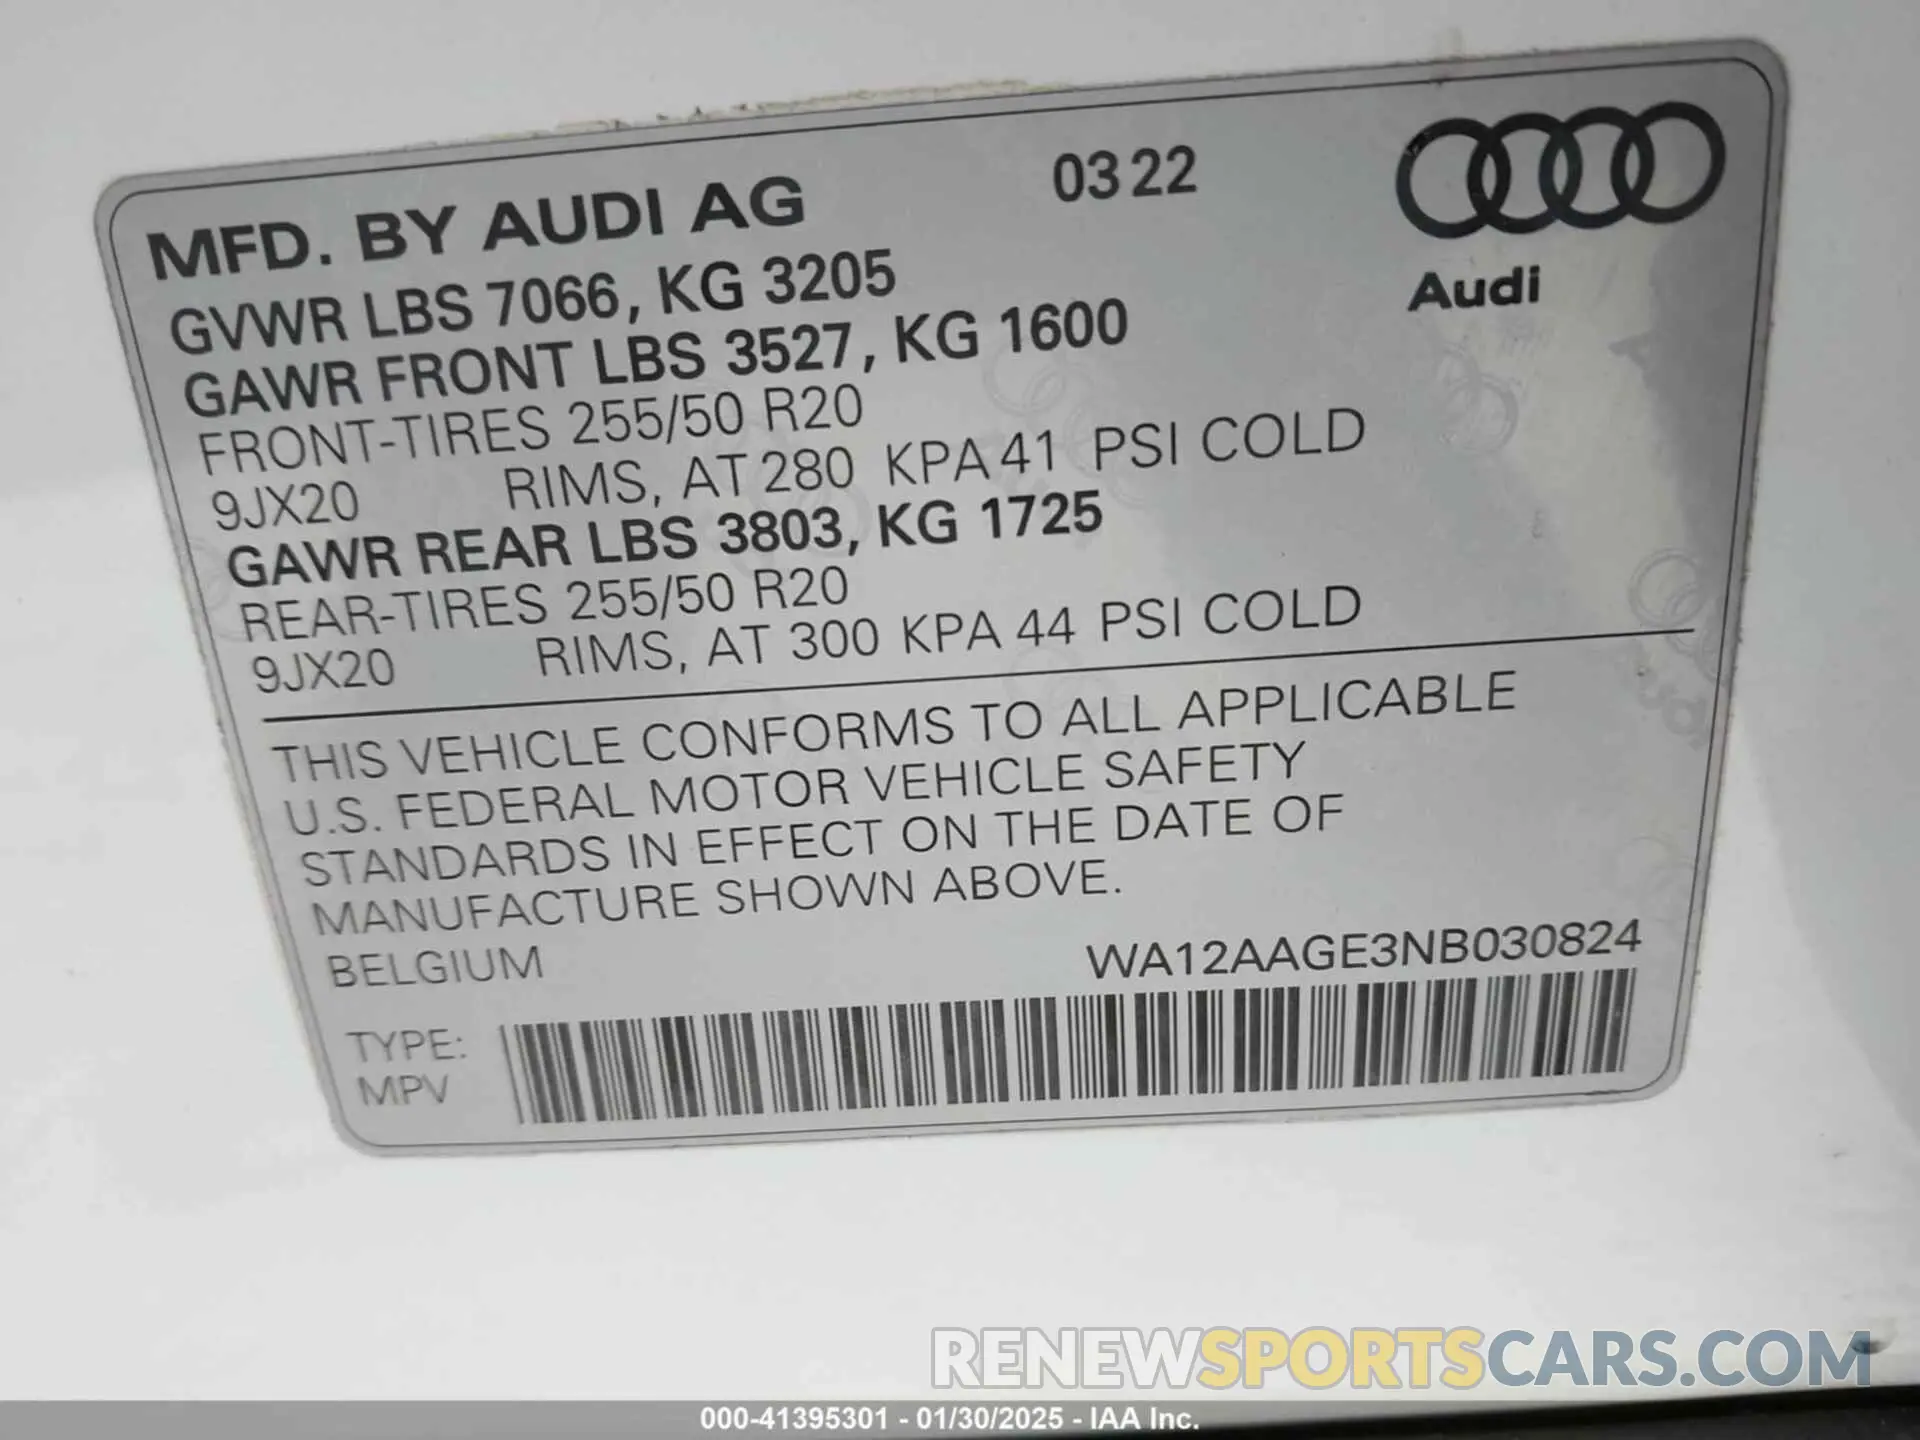 MFD. BY AUDI AG 03 22
Audi
GVWR LBS 7066, KG 3205
GAWR FRONT LBS 3527, KG 1600
FRONT-TIRES 255/50 R20
9JX20 RIMS, AT 280 KPA 41 PSI COLD
GAWR REAR LBS 3803, KG 1725
REAR-TIRES 255/50 R20
9JX20 RIMS, AT 300 KPA 44 PSI COLD
THIS VEHICLE CONFORMS TO ALL APPLICABLE
U.S. FEDERAL MOTOR VEHICLE SAFETY
STANDARDS IN EFFECT ON THE DATE OF
MANUFACTURE SHOWN ABOVE.
BELGIUM WA12AAGE3NB030824
TYPE:
MPV
RENEWSPORTSCARS.COM
000-41395301 - 01/30/2025 - IAA Inc.